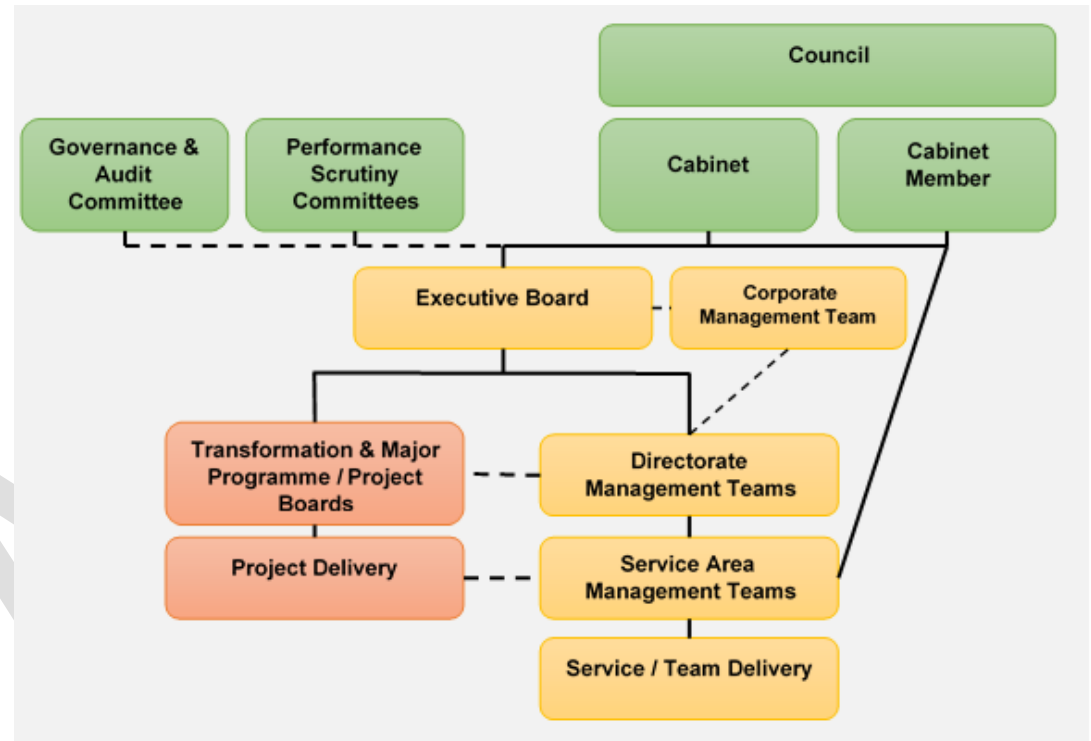 Council
Governance &
Audit
Committee
Performance
Scrutiny
Committees
Cabinet
Cabinet
Member
Executive Board
Corporate
Management Team
Transformation & Major
Programme / Project
Boards
Directorate
Management Teams
Project Delivery
Service Area
Management Teams
Service / Team Delivery